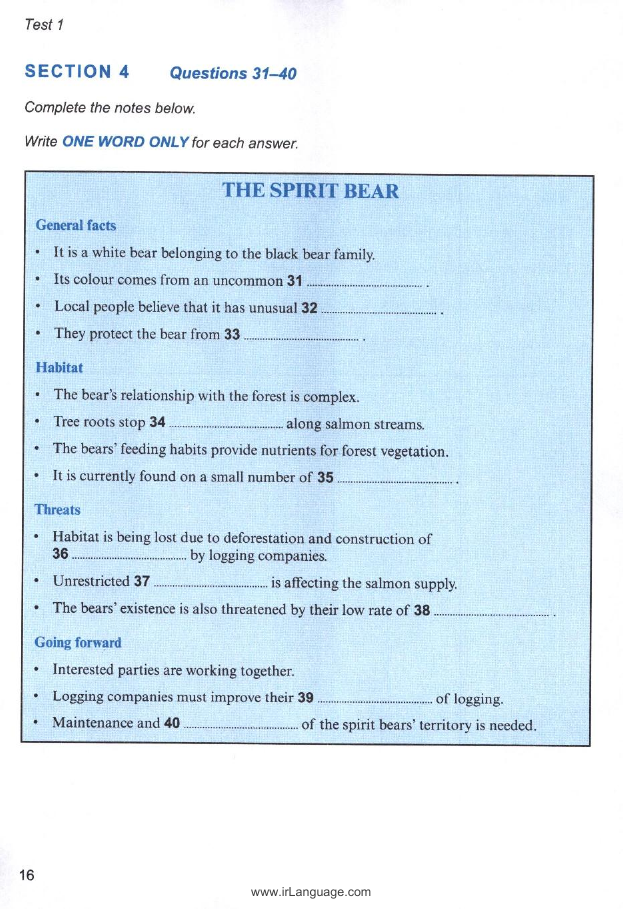 Test 1
SECTION 4 Questions 31–40
Complete the notes below.
Write ONE WORD ONLY for each answer.
THE SPIRIT BEAR
General facts
• It is a white bear belonging to the black bear family.
• Its colour comes from an uncommon 31 .................... .
• Local people believe that it has unusual 32 .................... .
• They protect the bear from 33 .................... .
Habitat
• The bear's relationship with the forest is complex.
• Tree roots stop 34 .................... along salmon streams.
• The bears' feeding habits provide nutrients for forest vegetation.
• It is currently found on a small number of 35 .................... .
Threats
• Habitat is being lost due to deforestation and construction of
36 .................... by logging companies.
• Unrestricted 37 .................... is affecting the salmon supply.
• The bears' existence is also threatened by their low rate of 38 .................... .
Going forward
• Interested parties are working together.
• Logging companies must improve their 39 .................... of logging.
• Maintenance and 40 .................... of the spirit bears' territory is needed.
16
www.irLanguage.com